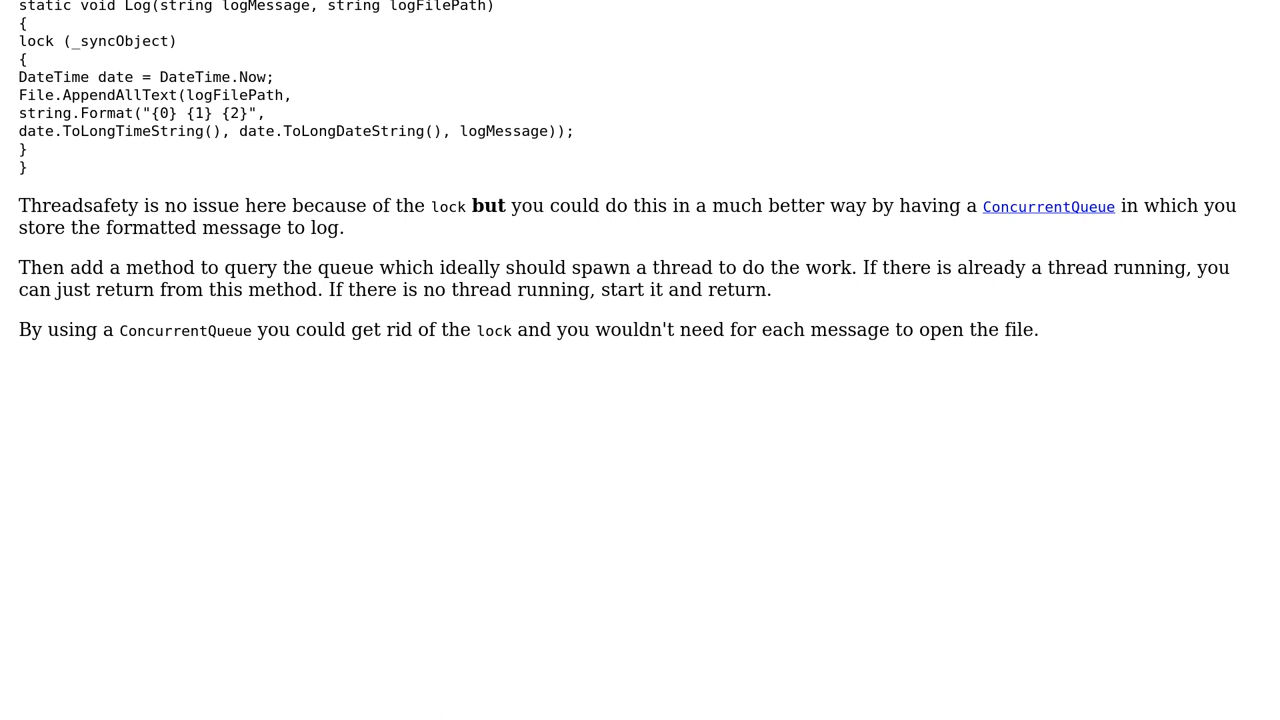 static void Log(string logMessage, string logFilePath)
{
lock (_syncObject)
{
DateTime date = DateTime.Now;
File.AppendAllText(logFilePath,
string.Format("{0} {1} {2}",
date.ToLongTimeString(), date.ToLongDateString(), logMessage));
}
}
Threadsafety is no issue here because of the lock but you could do this in a much better way by having a ConcurrentQueue in which you
store the formatted message to log.
Then add a method to query the queue which ideally should spawn a thread to do the work. If there is already a thread running, you
can just return from this method. If there is no thread running, start it and return.
By using a ConcurrentQueue you could get rid of the lock and you wouldn't need for each message to open the file.